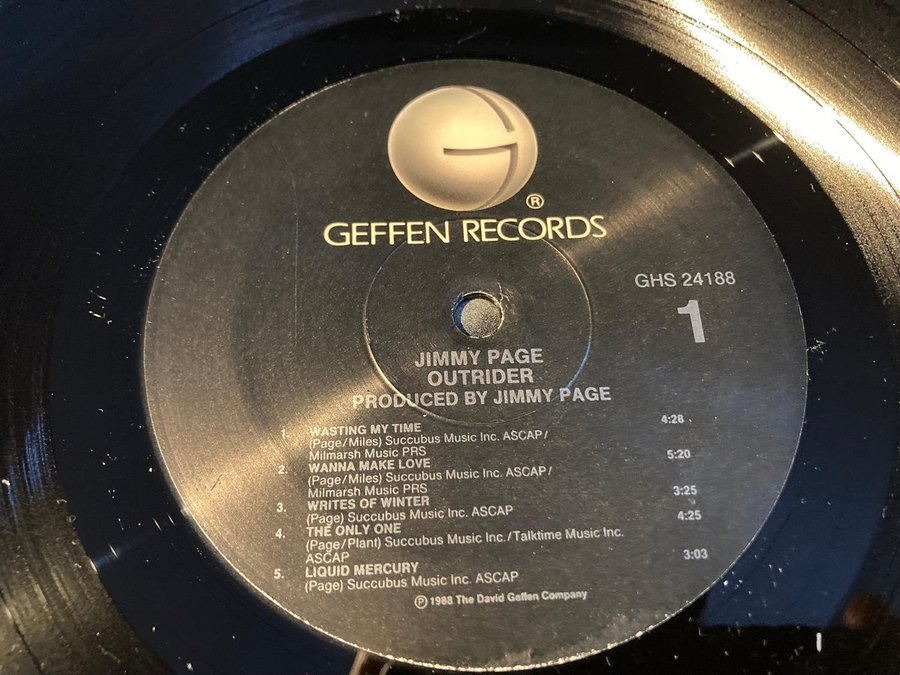 ®
GEFFEN RECORDS
GHS 24188
1
JIMMY PAGE
OUTRIDER
PRODUCED BY JIMMY PAGE
1. WASTING MY TIME 4:28
(Page/Miles) Succubus Music Inc. ASCAP/
Milmarsh Music PRS
2. WANNA MAKE LOVE 5:20
(Page/Miles) Succubus Music Inc. ASCAP/
Milmarsh Music PRS
3. WRITES OF WINTER 3:25
(Page) Succubus Music Inc. ASCAP
4. THE ONLY ONE 4:25
(Page/Plant) Succubus Music Inc./Talktime Music Inc.
ASCAP
5. LIQUID MERCURY 3:03
(Page) Succubus Music Inc. ASCAP
℗ 1988 The David Geffen Company